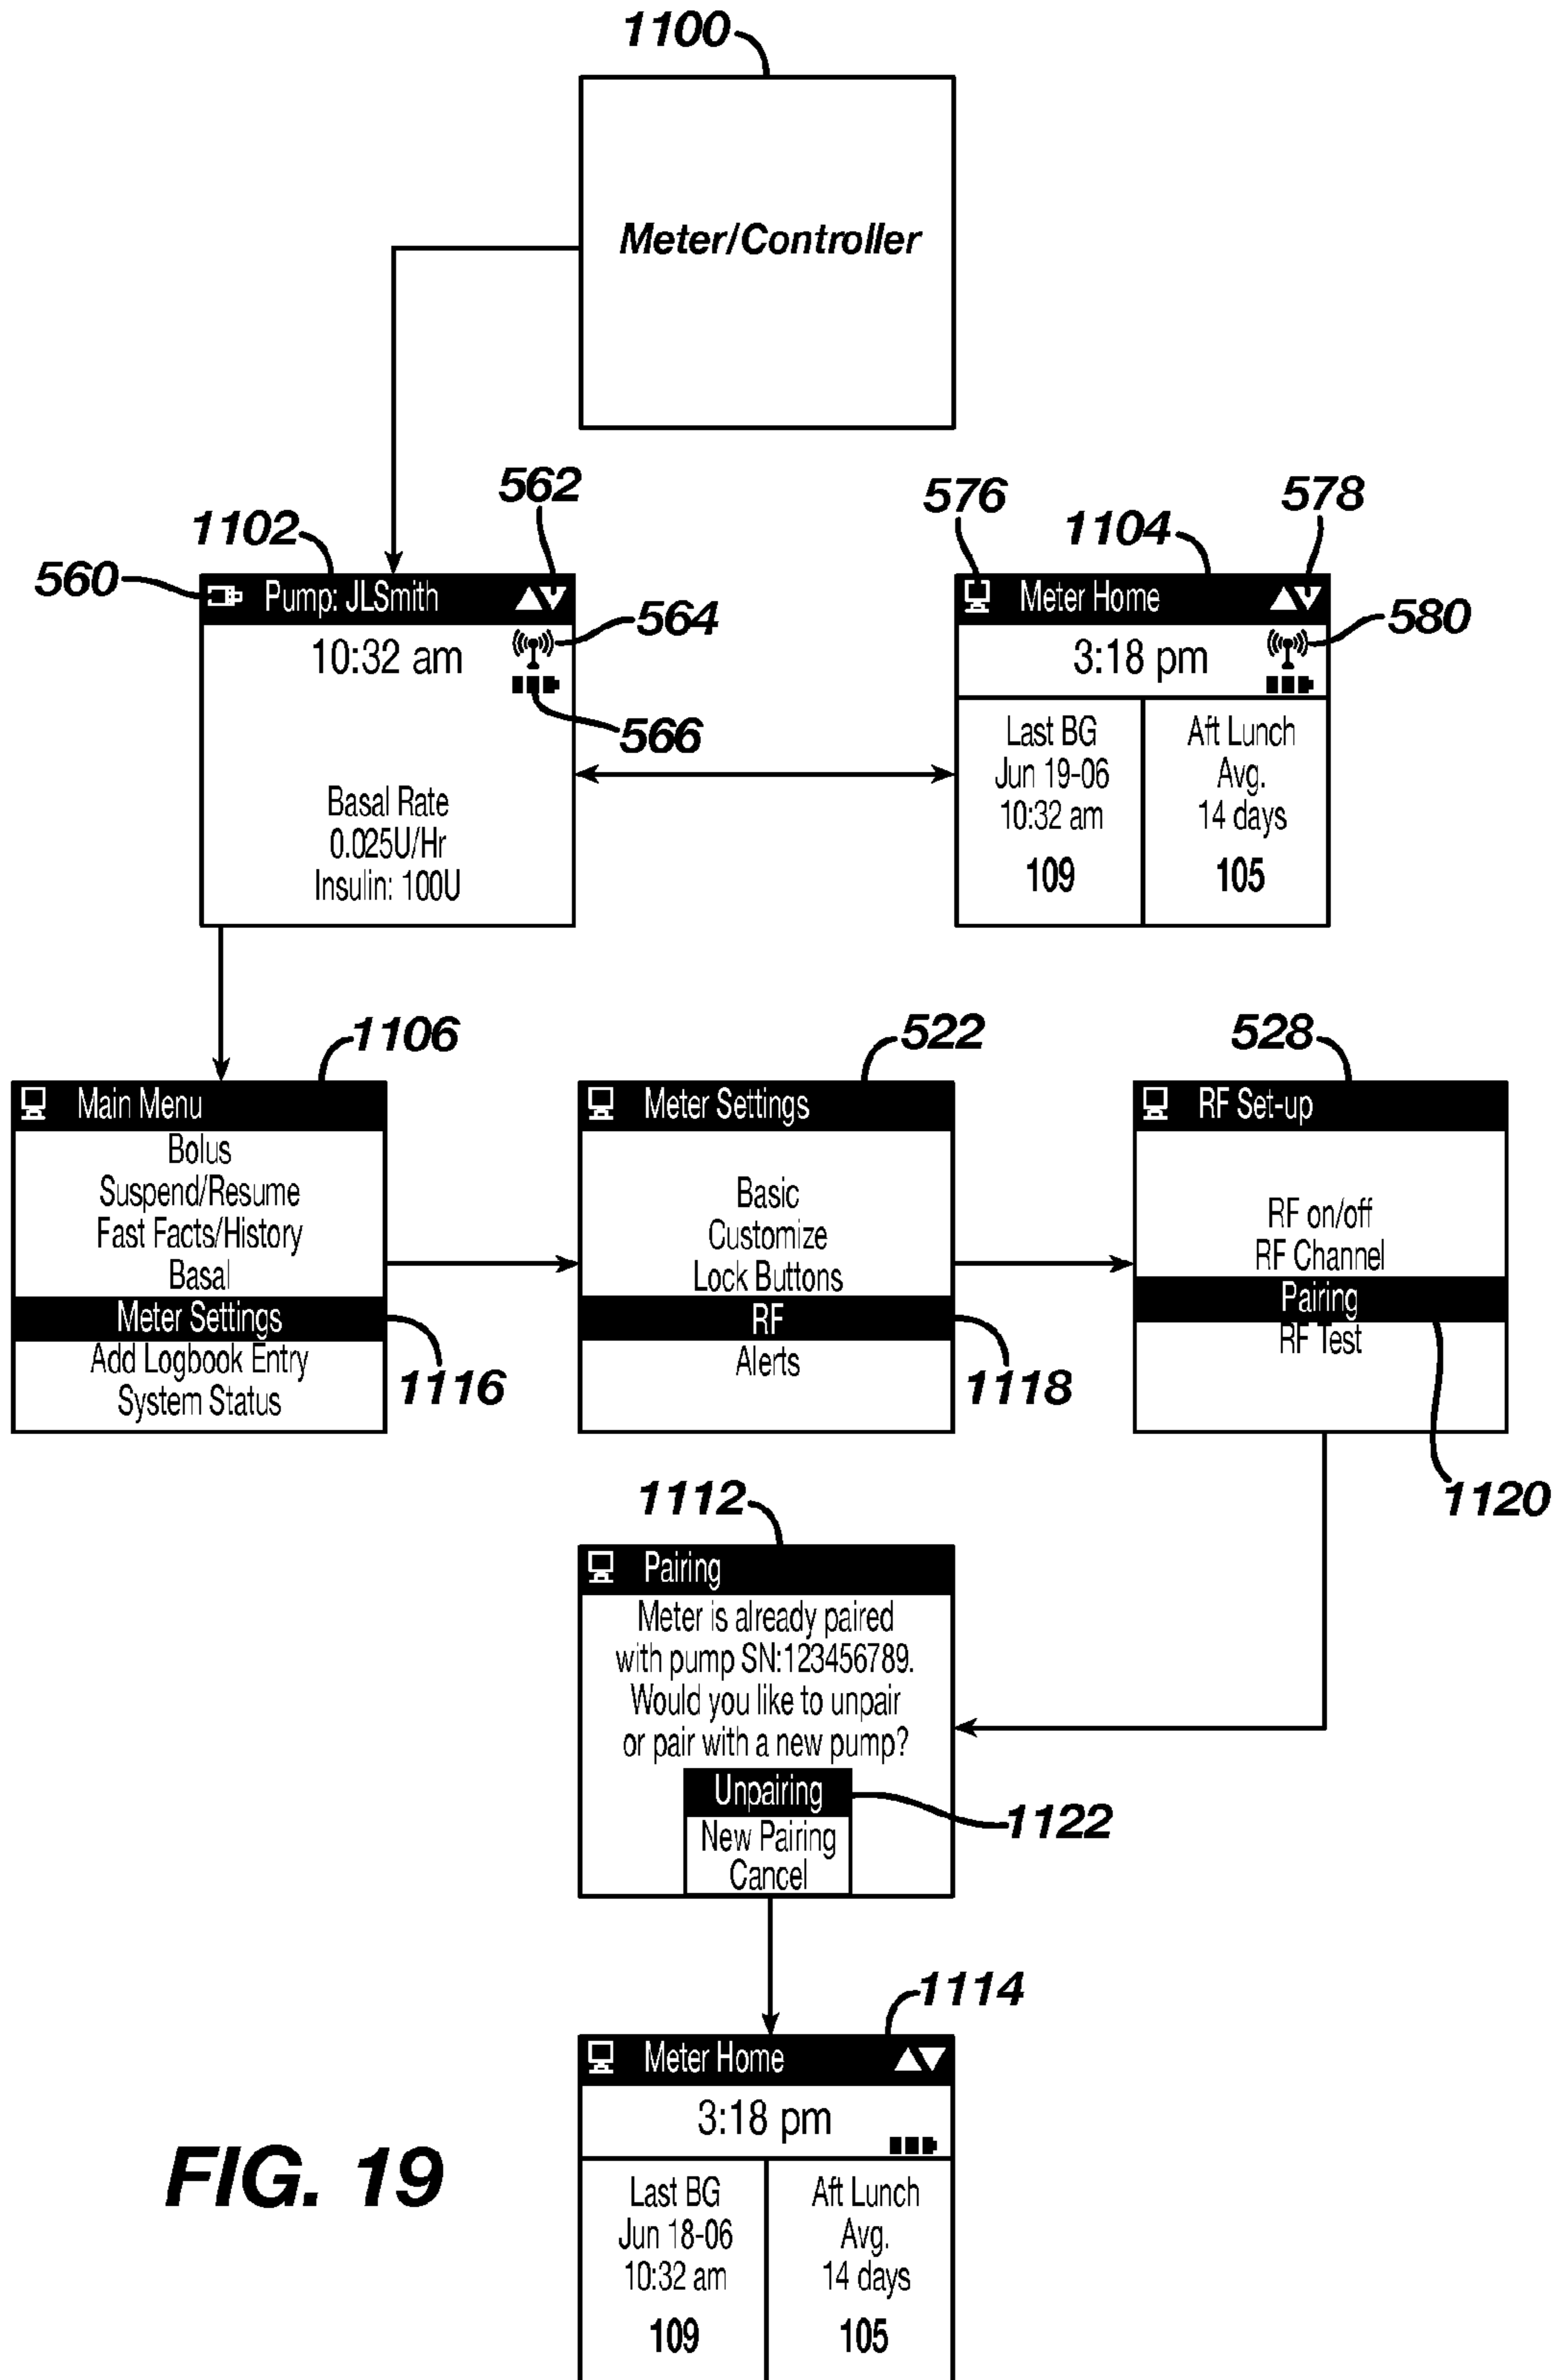 1100
Meter/Controller
562
576
578
1102
1104
560
Pump: JLSmith
Meter Home
564
580
10:32 am
3:18 pm
566
Last BG
Jun 19-06
10:32 am
109
Aft Lunch
Avg.
14 days
105
Basal Rate
0.025U/Hr
Insulin: 100U
1106
522
528
Main Menu
Bolus
Suspend/Resume
Fast Facts/History
Basal
Meter Settings
Add Logbook Entry
System Status
1116
Meter Settings
Basic
Customize
Lock Buttons
RF
Alerts
1118
RF Set-up
RF on/off
RF Channel
Pairing
RF Test
1120
1112
Pairing
Meter is already paired
with pump SN:123456789.
Would you like to unpair
or pair with a new pump?
Unpairing
New Pairing
Cancel
1122
1114
Meter Home
3:18 pm
Last BG
Jun 18-06
10:32 am
109
Aft Lunch
Avg.
14 days
105
FIG. 19